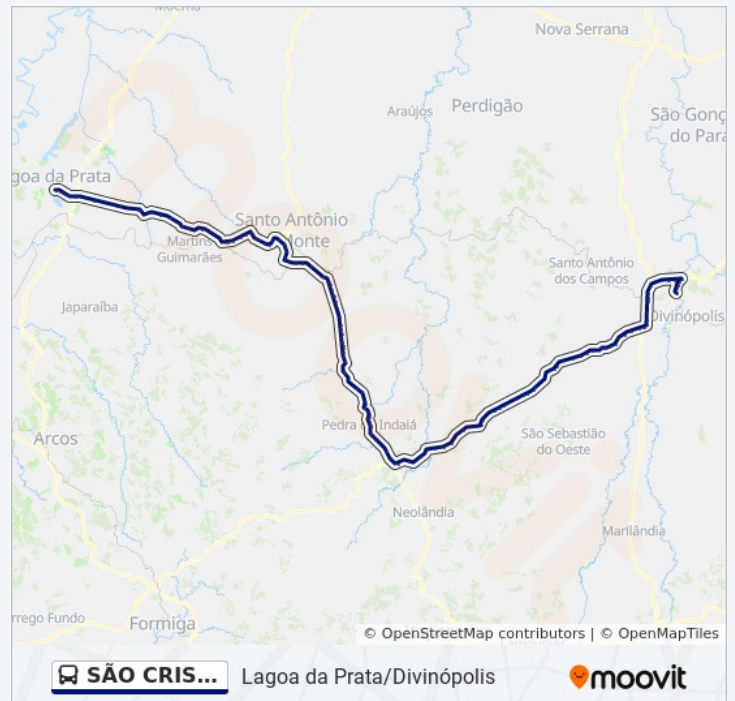 Moema
Nova Serrana
Araújos
Perdigão
São Gonç
do Pará
goa da Prata
Santo Antônio
Monte
Martins
Guimarães
Santo Antônio
dos Campos
Japaraíba
Divinópolis
Pedra Indaiá
Arcos
São Sebastião
do Oeste
Neolândia
Marilândia
rrego Fundo
Formiga
© OpenStreetMap contributors | © OpenMapTiles
SÃO CRIS...
Lagoa da Prata/Divinópolis
moovit